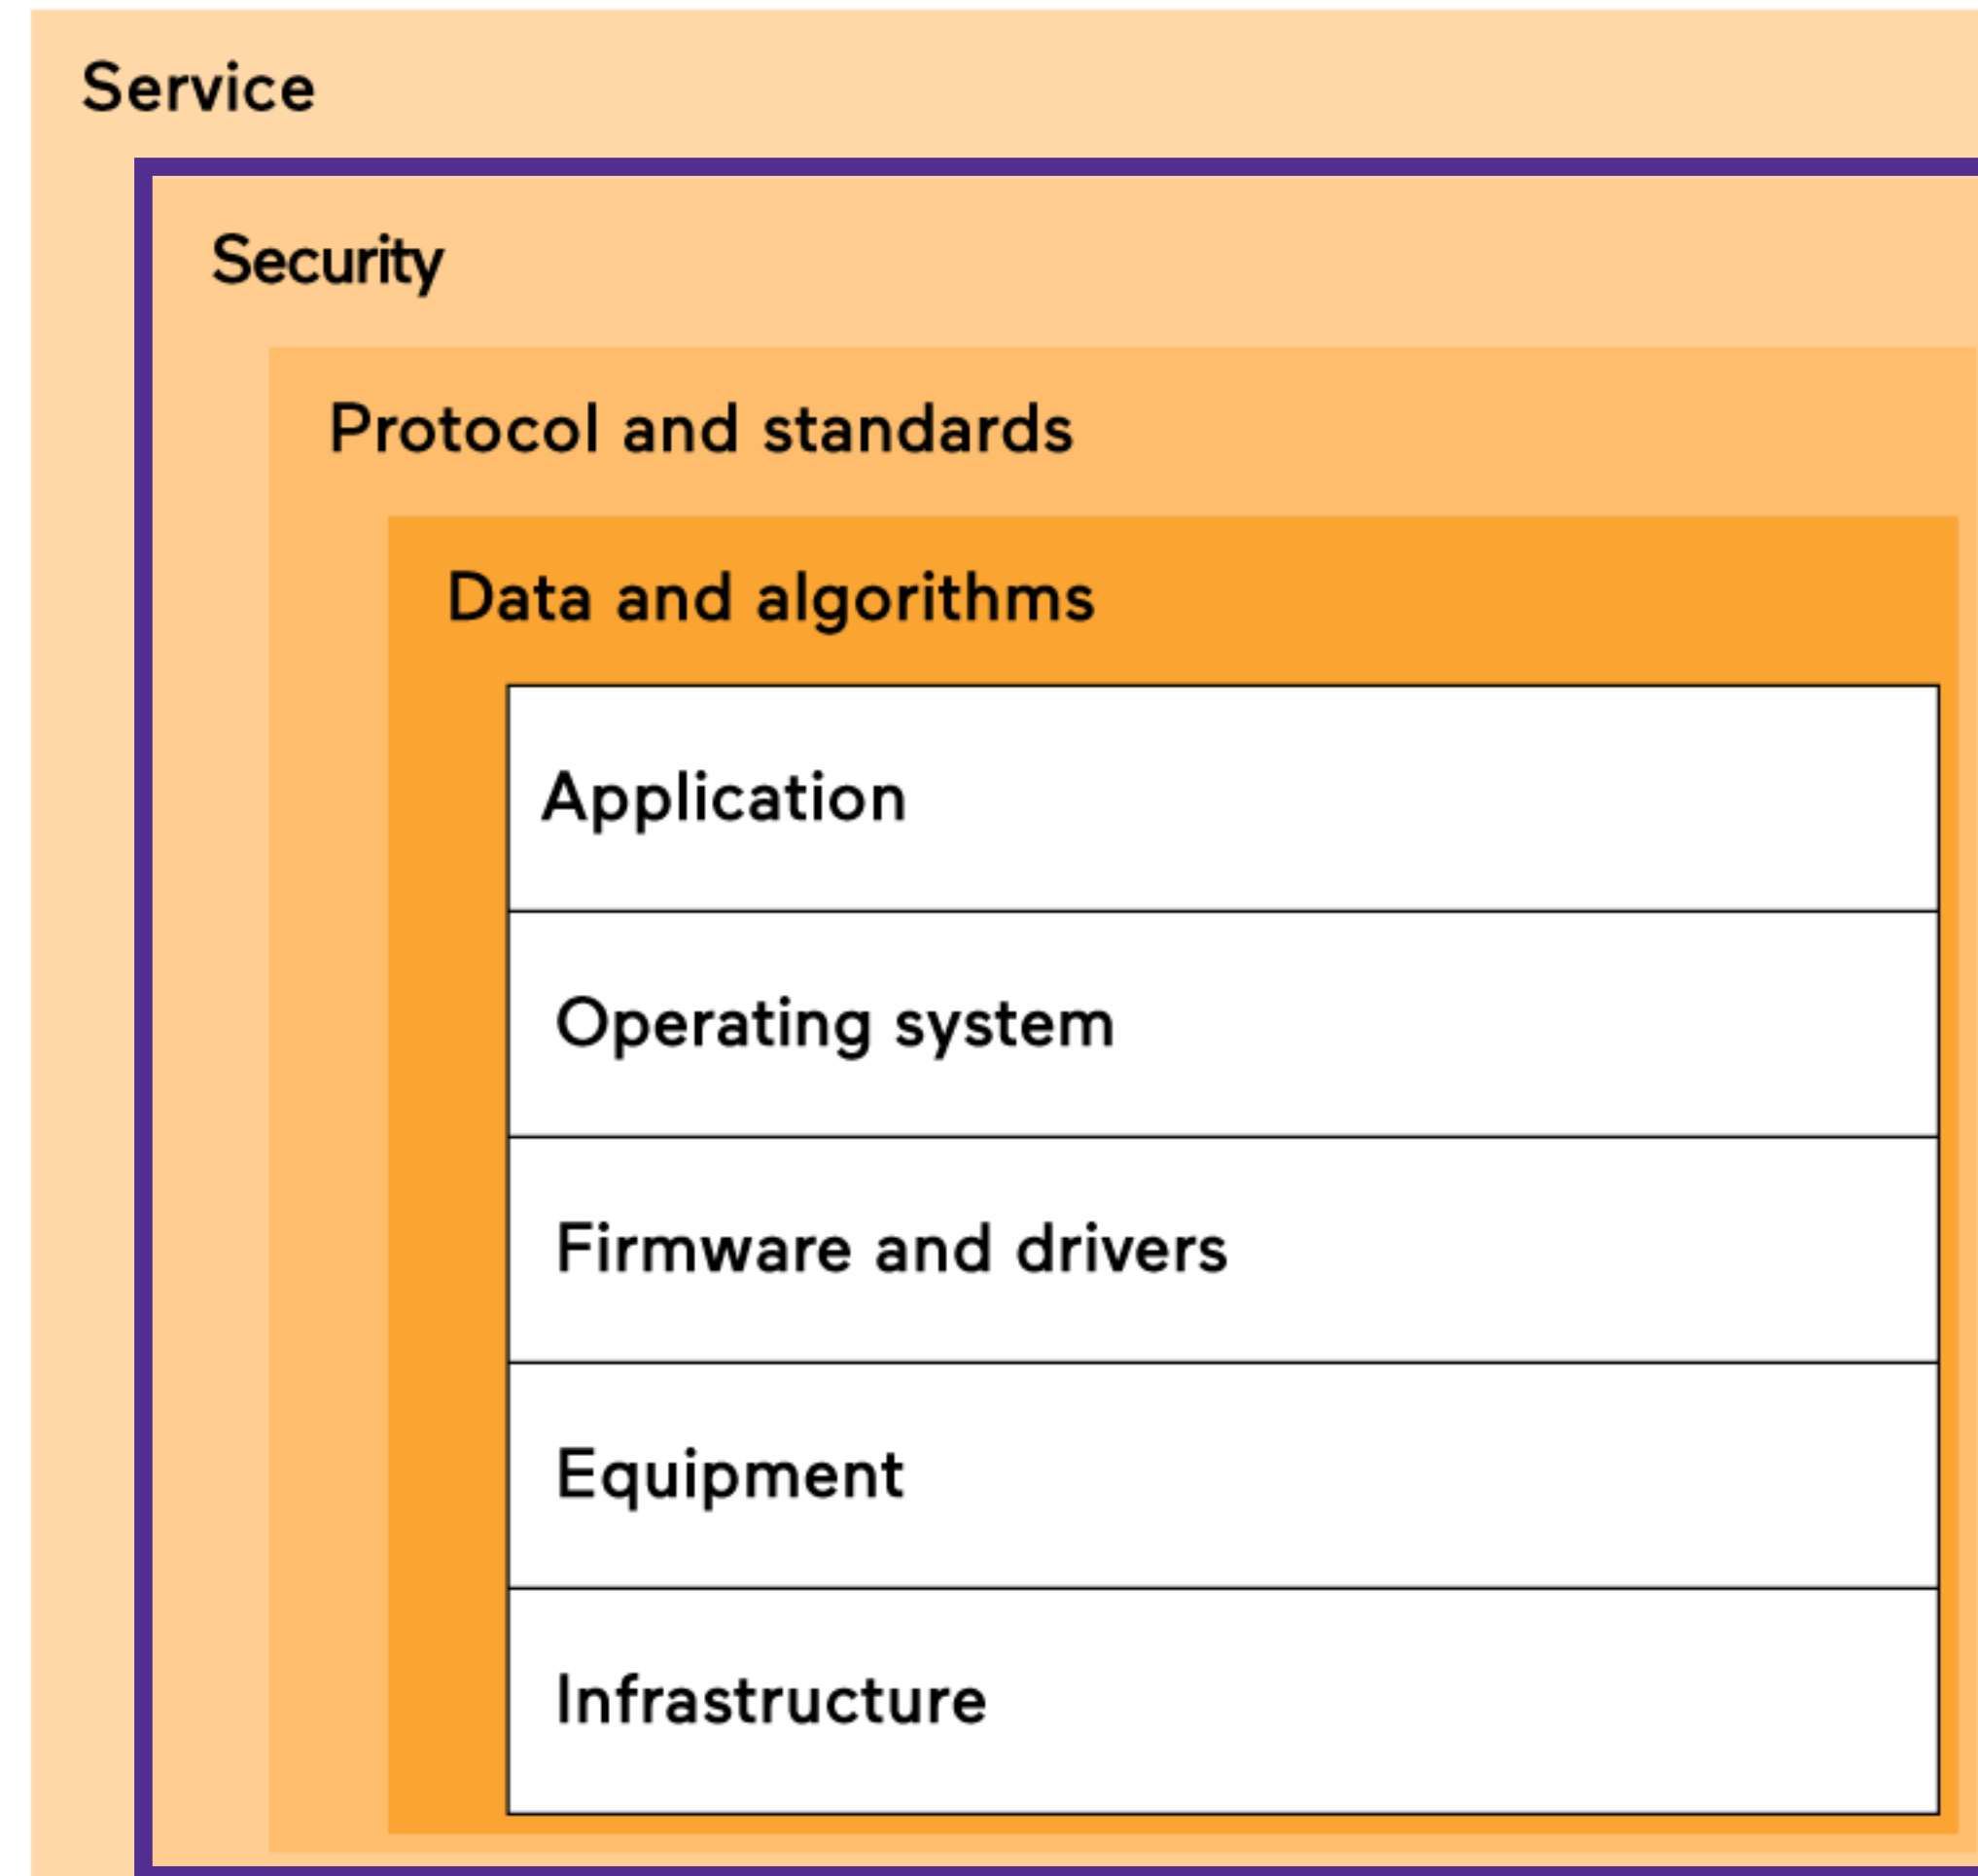 Service
Security
Protocol and standards
Data and algorithms
Application
Operating system
Firmware and drivers
Equipment
Infrastructure